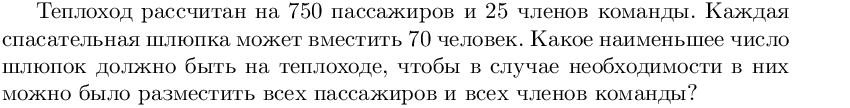 Теплоход рассчитан на 750 пассажиров и 25 членов команды. Каждая
спасательная шлюпка может вместить 70 человек. Какое наименьшее число
шлюпок должно быть на теплоходе, чтобы в случае необходимости в них
можно было разместить всех пассажиров и всех членов команды?